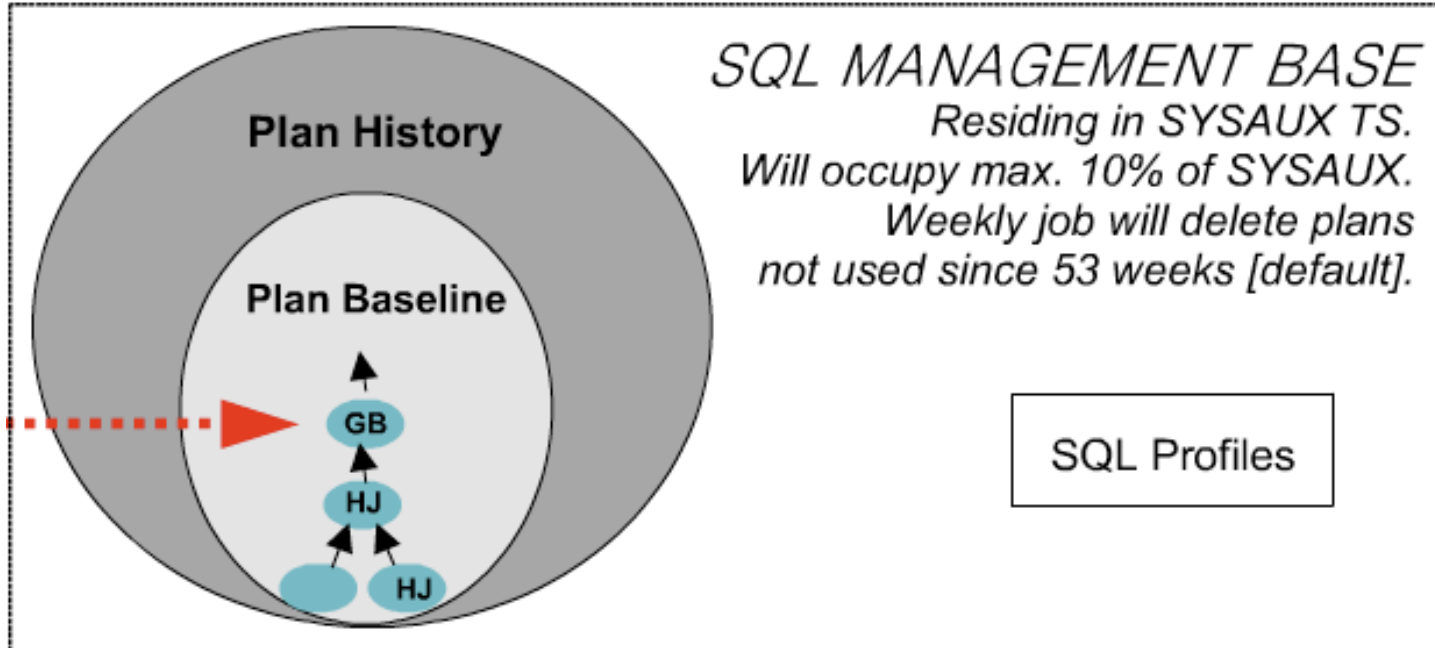 SQL MANAGEMENT BASE
Residing in SYSAUX TS.
Will occupy max. 10% of SYSAUX.
Weekly job will delete plans
not used since 53 weeks [default].
Plan History
Plan Baseline
GB
HJ
HJ
SQL Profiles